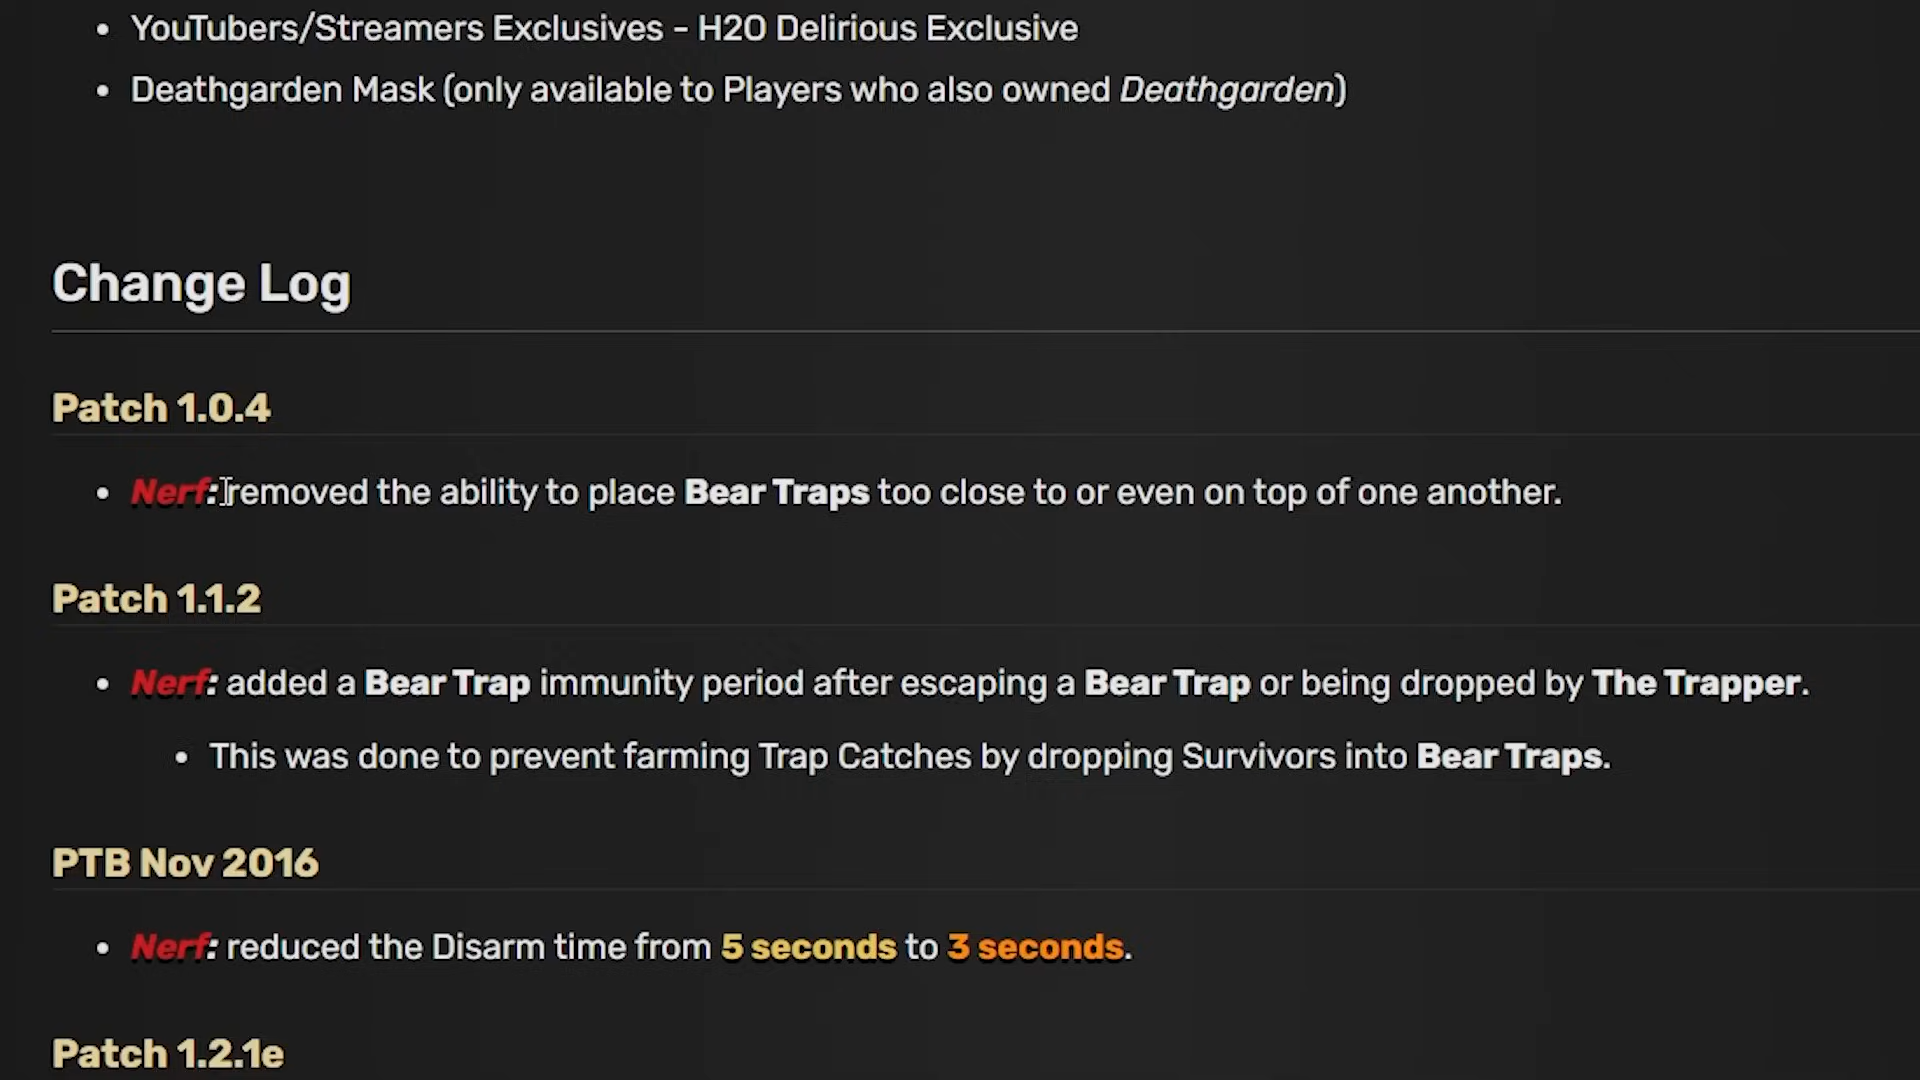 YouTubers/Streamers Exclusives - H2O Delirious Exclusive
Deathgarden Mask (only available to Players who also owned Deathgarden)
Change Log
Patch 1.0.4
Nerf: removed the ability to place Bear Traps too close to or even on top of one another.
Patch 1.1.2
Nerf: added a Bear Trap immunity period after escaping a Bear Trap or being dropped by The Trapper.
This was done to prevent farming Trap Catches by dropping Survivors into Bear Traps.
PTB Nov 2016
Nerf: reduced the Disarm time from 5 seconds to 3 seconds.
Patch 1.2.1e